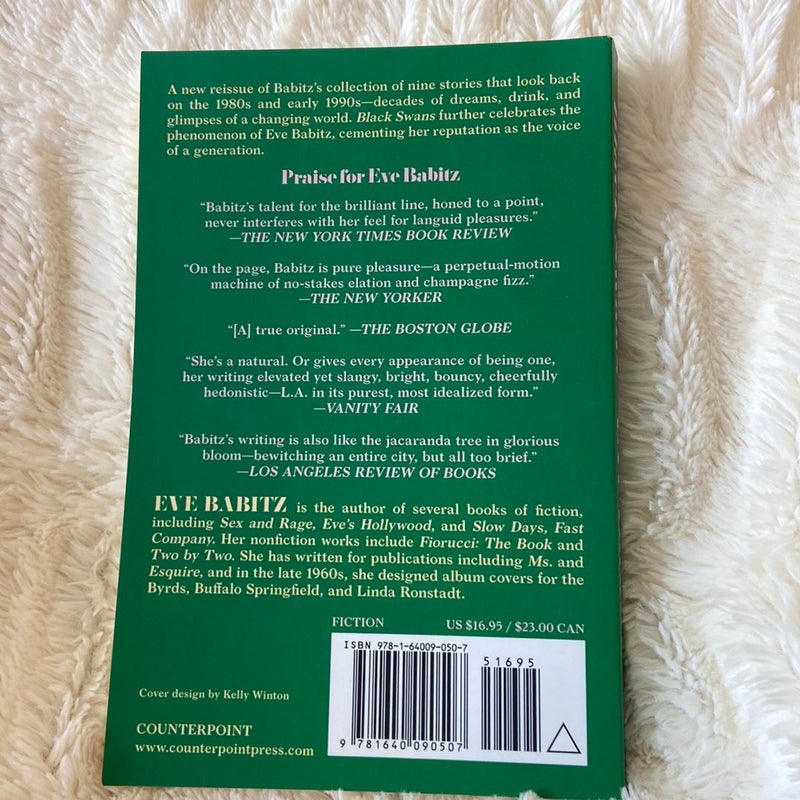 A new reissue of Babitz's collection of nine stories that look back
on the 1980s and early 1990s—decades of dreams, drink, and
glimpses of a changing world. Black Swans further celebrates the
phenomenon of Eve Babitz, cementing her reputation as the voice
of a generation.
Praise for Eve Babitz
"Babitz's talent for the brilliant line, honed to a point,
never interferes with her feel for languid pleasures."
—THE NEW YORK TIMES BOOK REVIEW
"On the page, Babitz is pure pleasure—a perpetual-motion
machine of no-stakes elation and champagne fizz."
—THE NEW YORKER
"[A] true original." —THE BOSTON GLOBE
"She's a natural. Or gives every appearance of being one,
her writing elevated yet slangy, bright, bouncy, cheerfully
hedonistic—L.A. in its purest, most idealized form."
—VANITY FAIR
"Babitz's writing is also like the jacaranda tree in glorious
bloom—bewitching an entire city, but all too brief."
—LOS ANGELES REVIEW OF BOOKS
EVE BABITZ is the author of several books of fiction,
including Sex and Rage, Eve's Hollywood, and Slow Days, Fast
Company. Her nonfiction works include Fiorucci: The Book and
Two by Two. She has written for publications including Ms. and
Esquire, and in the late 1960s, she designed album covers for the
Byrds, Buffalo Springfield, and Linda Ronstadt.
FICTION US $16.95 / $23.00 CAN
ISBN 978-1-64009-050-7
51695
9 781640 090507
Cover design by Kelly Winton
COUNTERPOINT
www.counterpointpress.com